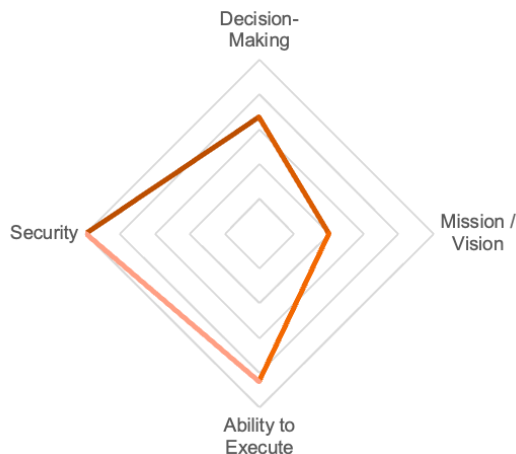 Decision-
Making
Security
Mission /
Vision
Ability to
Execute